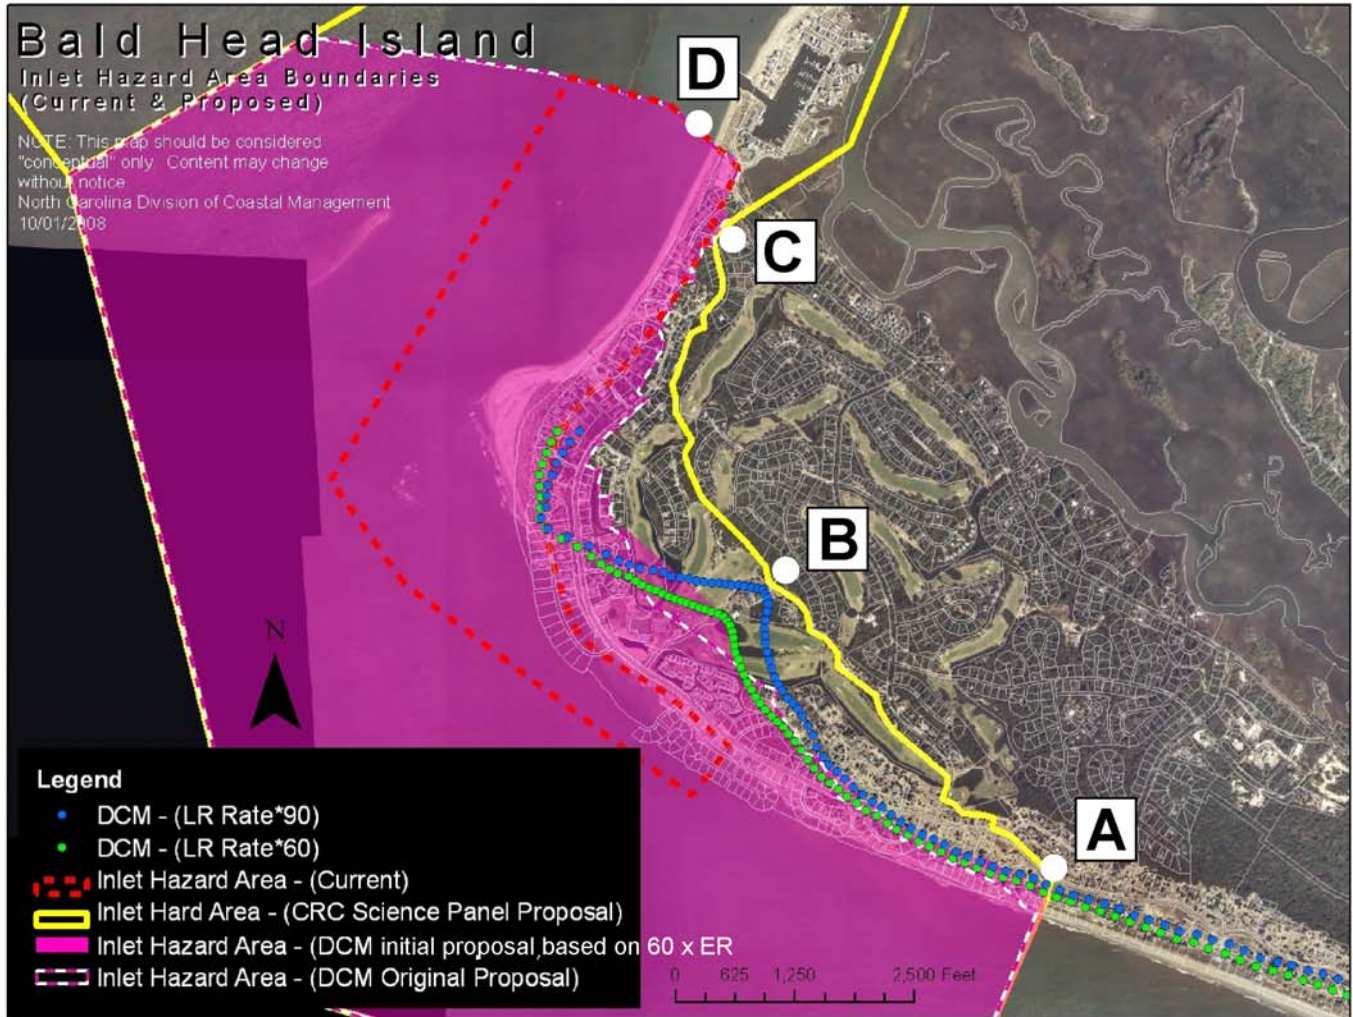 Bald Head Island
Inlet Hazard Area Boundaries
(Current & Proposed)
NOTE: This map should be considered
"conceptual" only. Content may change
without notice
North Carolina Division of Coastal Management
10/01/2008
D
C
B
A
N
Legend
DCM - (LR Rate*90)
DCM - (LR Rate*60)
Inlet Hazard Area - (Current)
Inlet Hard Area - (CRC Science Panel Proposal)
Inlet Hazard Area - (DCM initial proposal,based on 60 x ER
Inlet Hazard Area - (DCM Original Proposal)
0 625 1,250 2,500 Feet